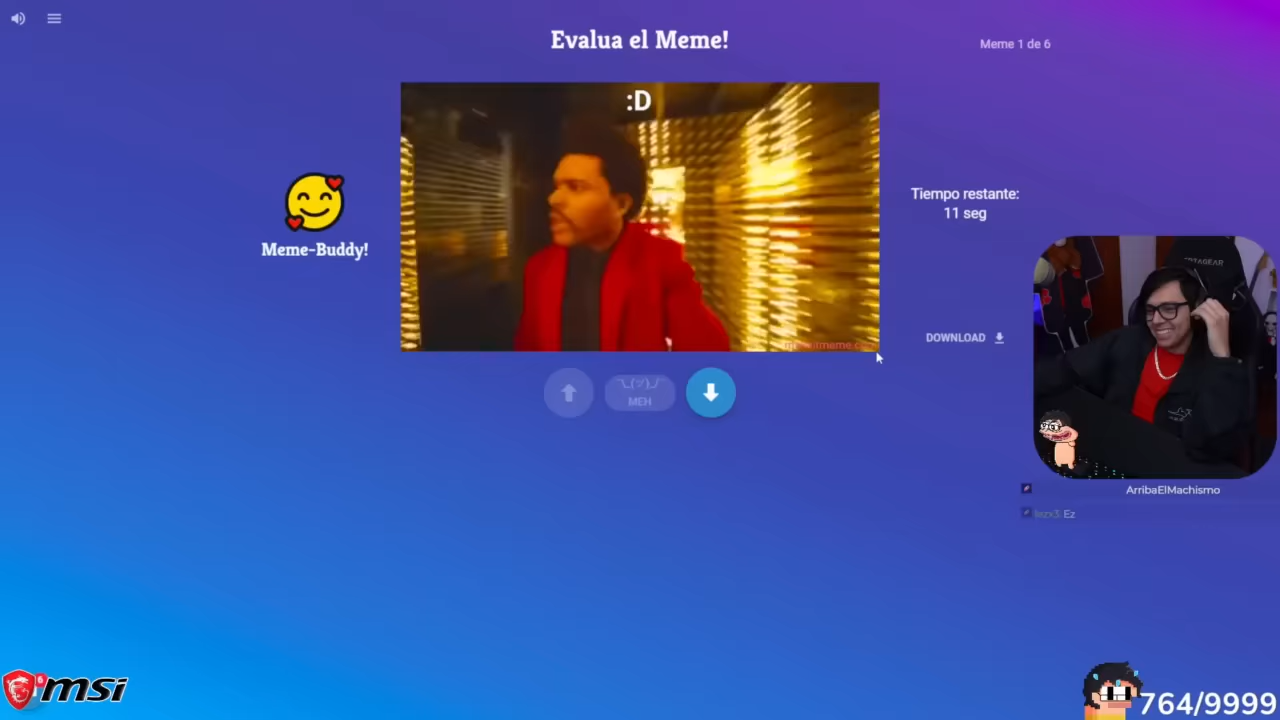 Evalua el Meme!
Meme 1 de 6
:D
Tiempo restante:
11 seg
Meme-Buddy!
DOWNLOAD
¯\_(ツ)_/¯
MEH
ArribaElMachismo
Ez
msi
764/9999